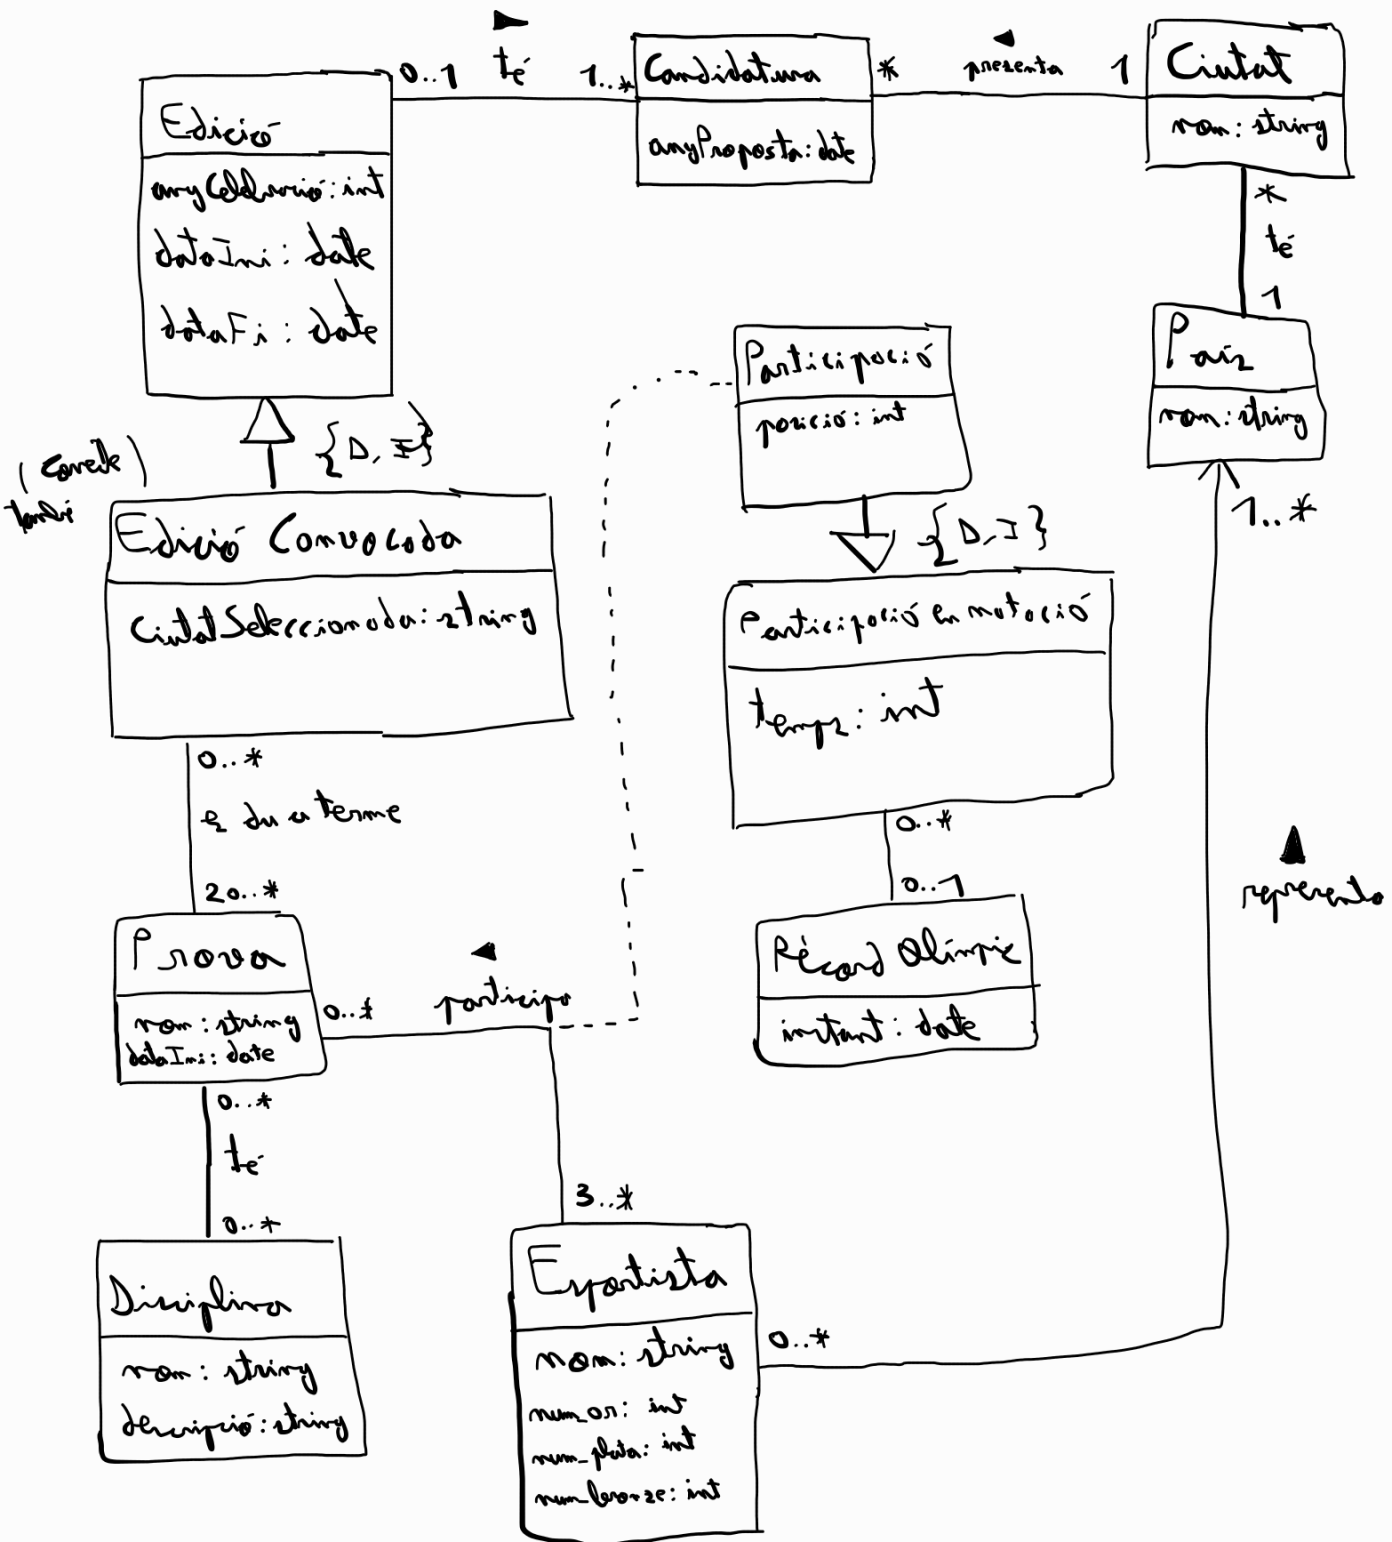 0..1 té 1..*
Candidatura
anyProposta: date
* presenta 1
Ciutat
nom: string
Edició
anyCelebració: int
dataIni: date
dataFi: date
* té 1
País
nom: string
1..*
Participació
posició: int
{D, I}
(correcte)
també
{D, I}
Edició Convocada
CiutatSeleccionada: string
Participació en natació
temps: int
0..*
es du a terme
20..*
0..*
0..1
representa
Prova
nom: string
dataIni: date
0..* participa
Rècord Olímpic
instant: date
0..*
té
0..*
3..*
Disciplina
nom: string
descripció: string
Esportista
nom: string
num_or: int
num_plata: int
num_bronze: int
0..*